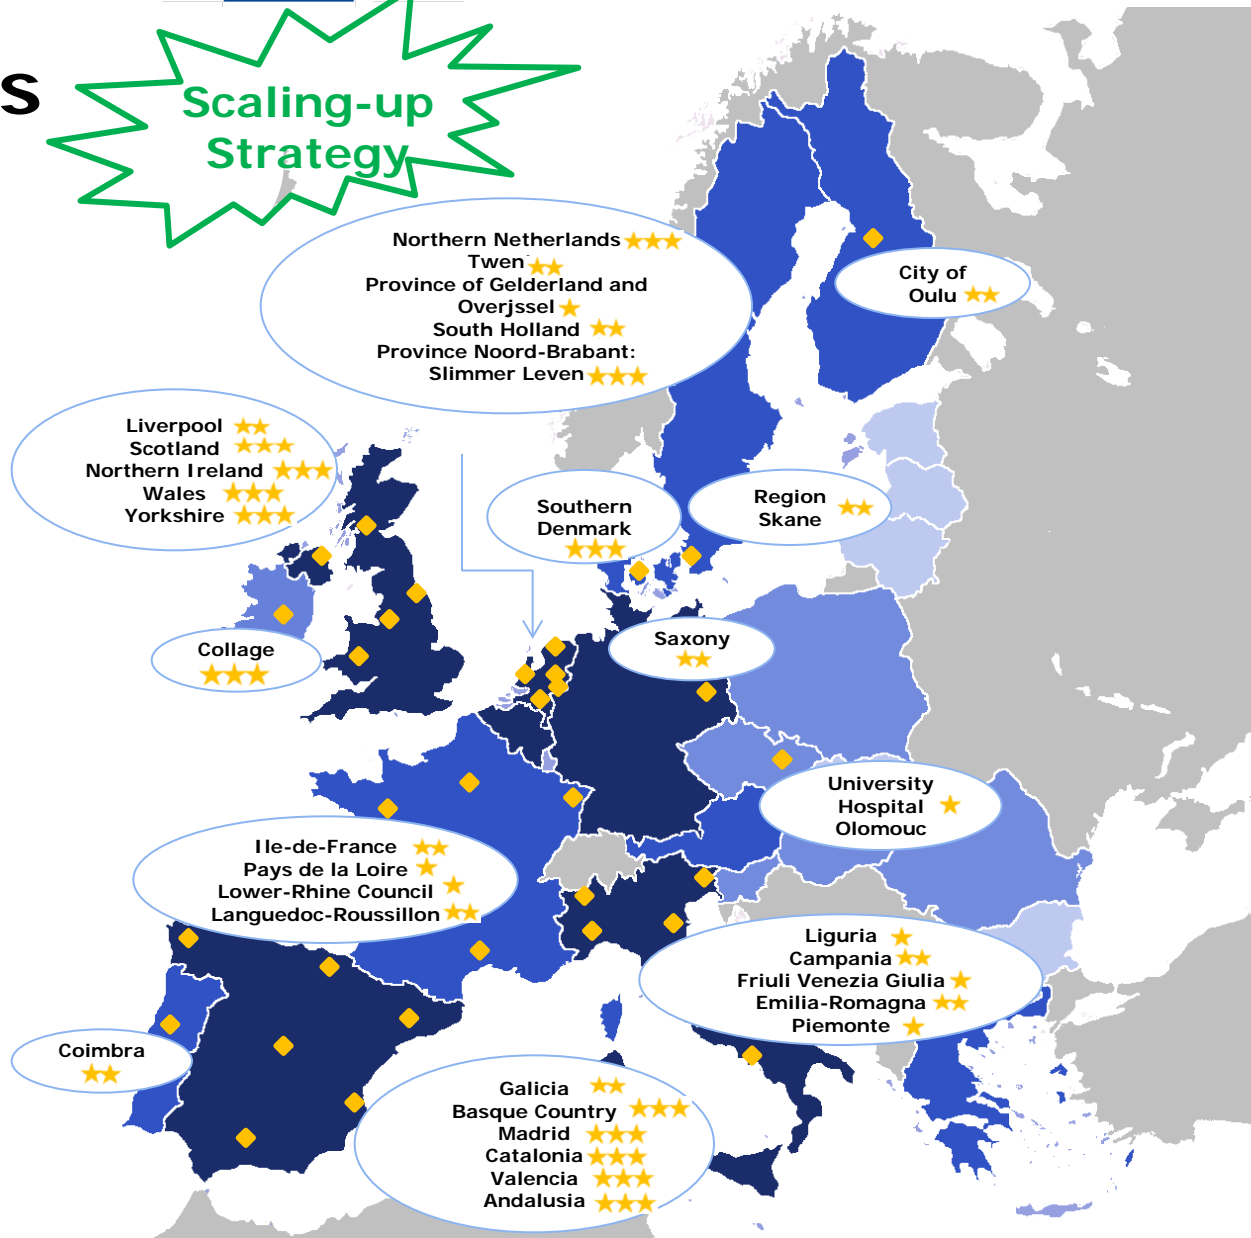 s
Scaling-up
Strategy
Northern Netherlands
Twen
Province of Gelderland and
Overjssel
South Holland
Province Noord-Brabant:
Slimmer Leven
City of
Oulu
Liverpool
Scotland
Northern Ireland
Wales
Yorkshire
Southern
Denmark
Region
Skane
Collage
Saxony
University
Hospital
Olomouc
Ile-de-France
Pays de la Loire
Lower-Rhine Council
Languedoc-Roussillon
Liguria
Campania
Friuli Venezia Giulia
Emilia-Romagna
Piemonte
Coimbra
Galicia
Basque Country
Madrid
Catalonia
Valencia
Andalusia